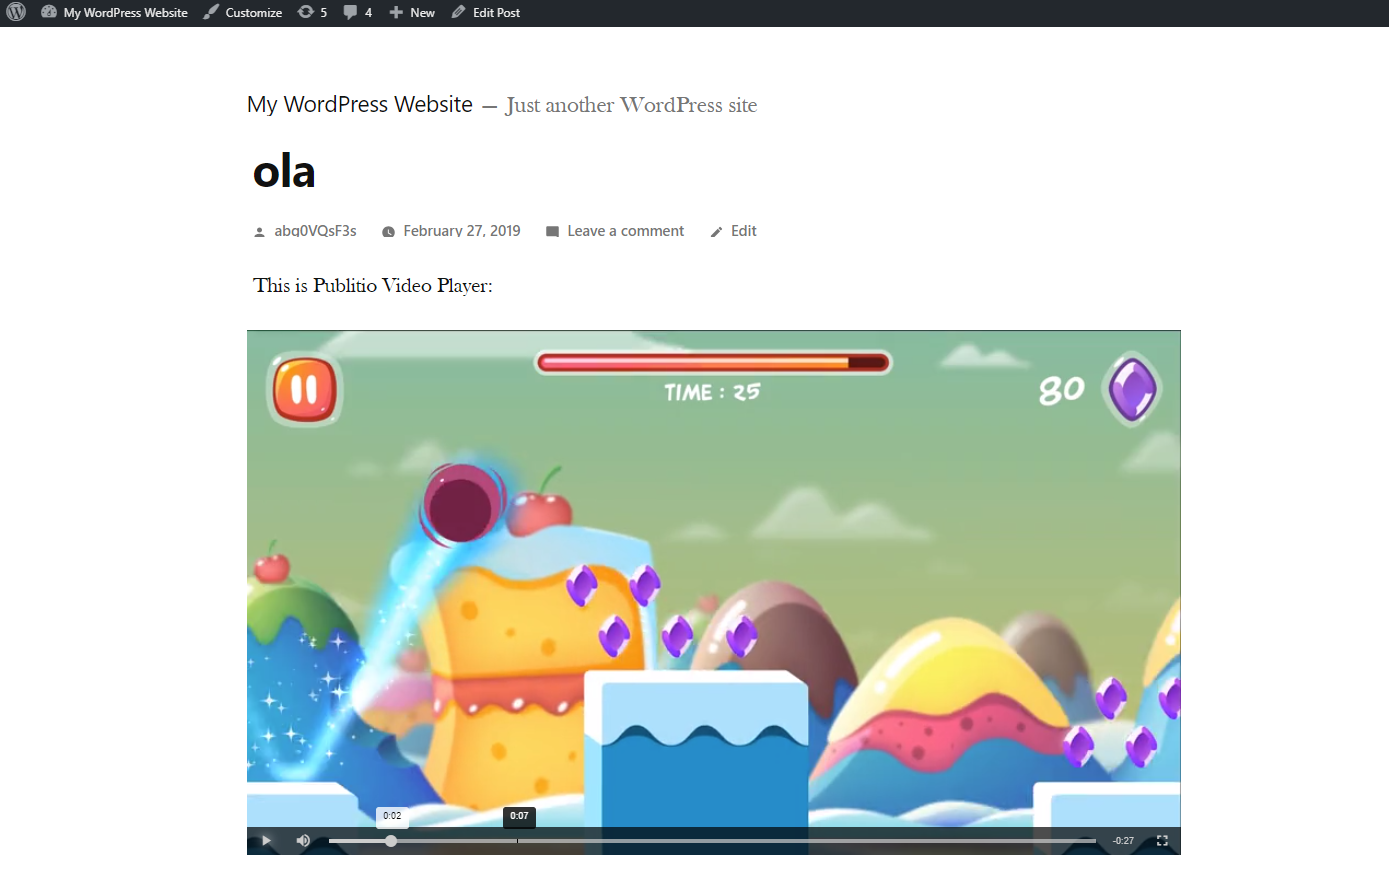 My WordPress Website Customize 5 4 New Edit Post
My WordPress Website — Just another WordPress site
ola
abq0VQsF3s February 27, 2019 Leave a comment Edit
This is Publitio Video Player:
TIME : 25
80
0:02 0:07
-0:27